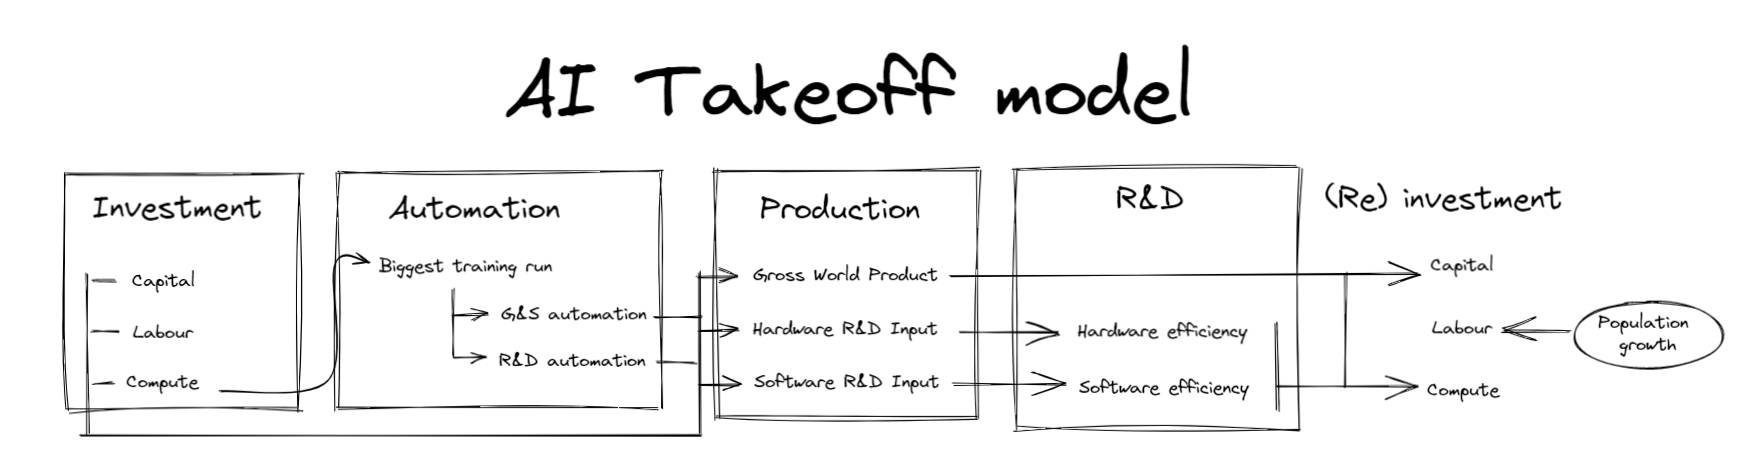 AI Takeoff model
Investment
Capital
Labour
Compute
Automation
Biggest training run
G&S automation
R&D automation
Production
Gross World Product
Hardware R&D Input
Software R&D Input
R&D
Hardware efficiency
Software efficiency
(Re) investment
Capital
Labour
Compute
Population
growth